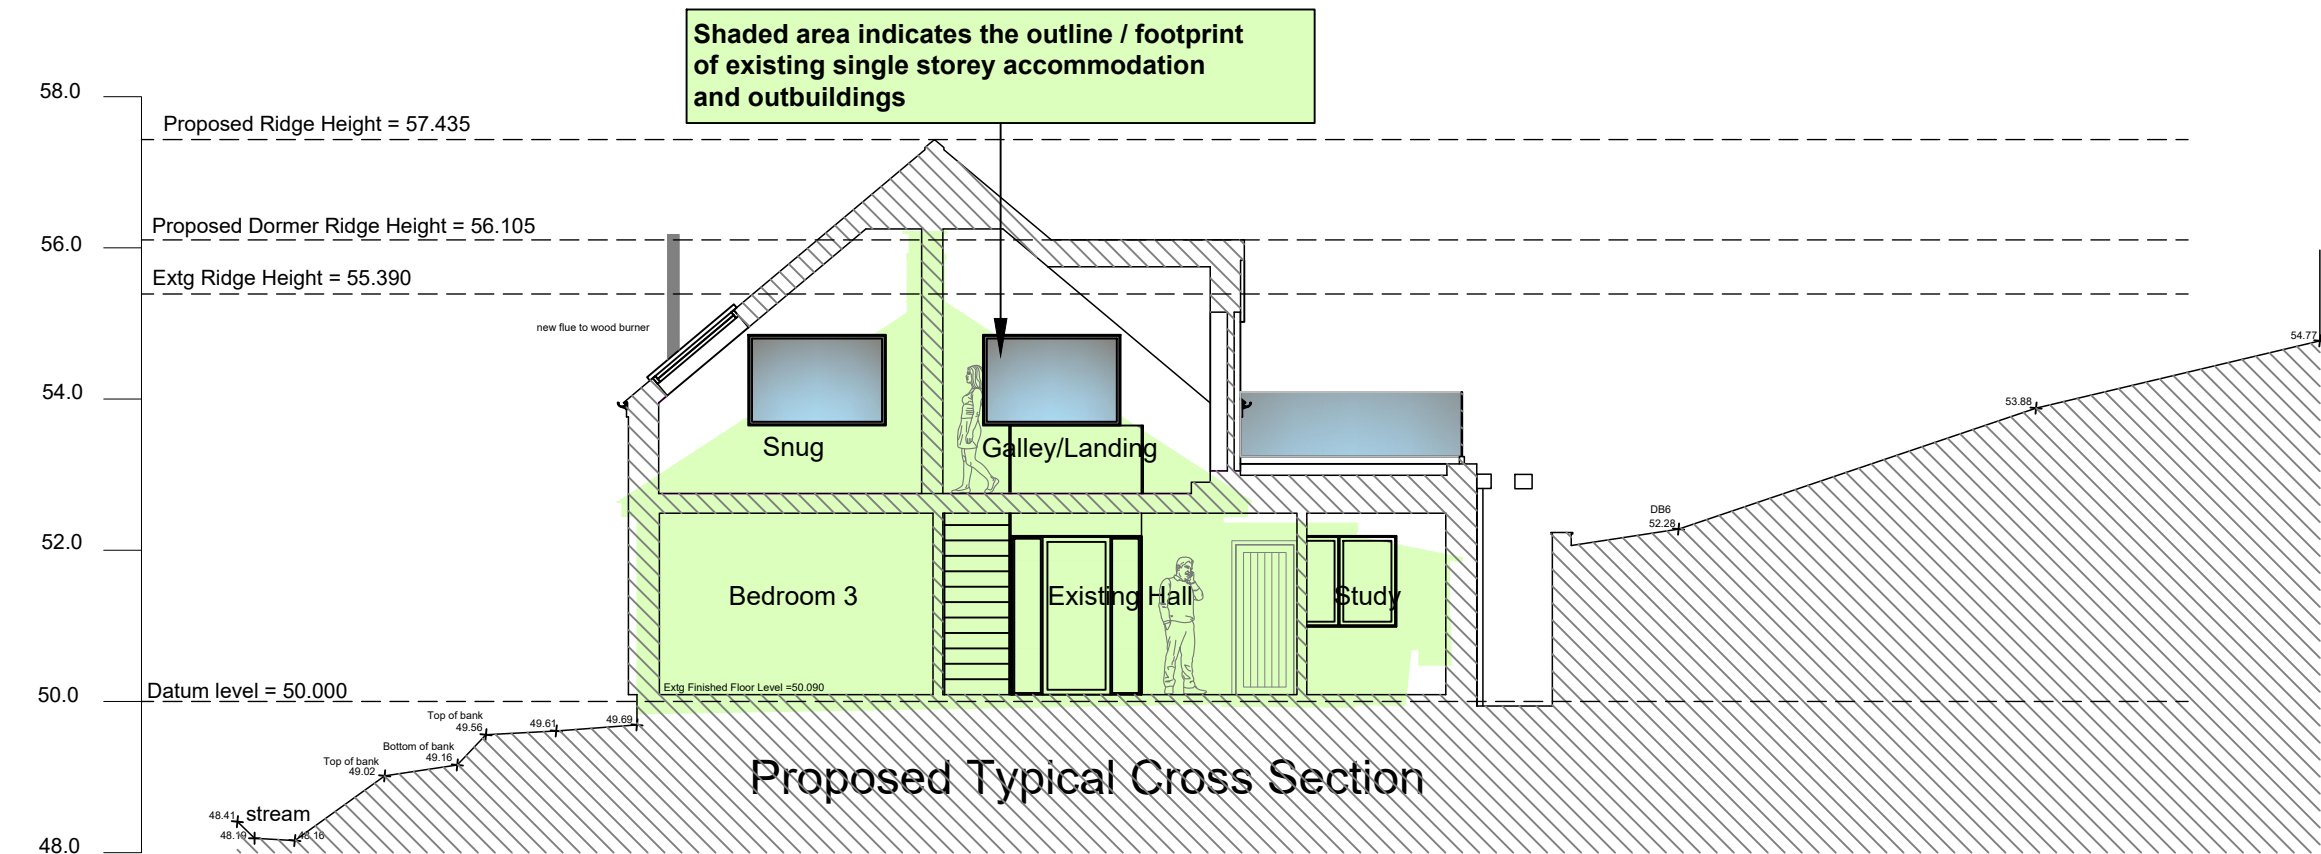 Shaded area indicates the outline / footprint
of existing single storey accommodation
and outbuildings
58.0
Proposed Ridge Height = 57.435
Proposed Dormer Ridge Height = 56.105
56.0
Extg Ridge Height = 55.390
new flue to wood burner
54.77
54.0
53.88
Snug
Galley/Landing
DB6
52.28
52.0
Bedroom 3
Existing Hall
Study
Extg Finished Floor Level =50.090
50.0
Datum level = 50.000
Top of bank
49.56
49.61
49.69
Bottom of bank
49.16
Top of bank
49.02
Proposed Typical Cross Section
48.41
stream
48.19
48.16
48.0